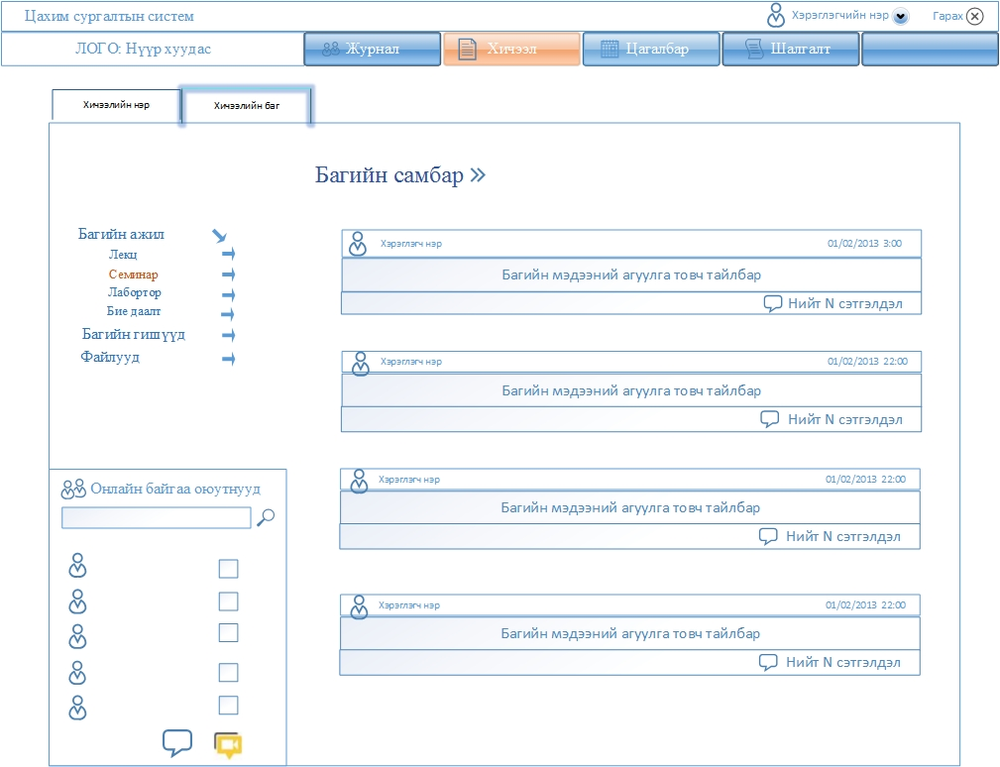 Цахим сургалтын систем
Хэрэглэгчийн нэр
Гарах
ЛОГО: Нүүр хуудас
Журнал
Хичээл
Цагалбар
Шалгалт
Хичээлийн нэр
Хичээлийн баг
Багийн самбар
Багийн ажил
Лекц
Семинар
Лабортор
Бие даалт
Багийн гишүүд
Файлууд
Хэрэглэгч нэр
01/02/2013 3:00
Багийн мэдээний агуулга товч тайлбар
Нийт N сэтгэлдэл
Хэрэглэгч нэр
01/02/2013 22:00
Багийн мэдээний агуулга товч тайлбар
Нийт N сэтгэлдэл
Хэрэглэгч нэр
01/02/2013 22:00
Багийн мэдээний агуулга товч тайлбар
Нийт N сэтгэлдэл
Хэрэглэгч нэр
01/02/2013 22:00
Багийн мэдээний агуулга товч тайлбар
Нийт N сэтгэлдэл
Онлайн байгаа оюутнууд